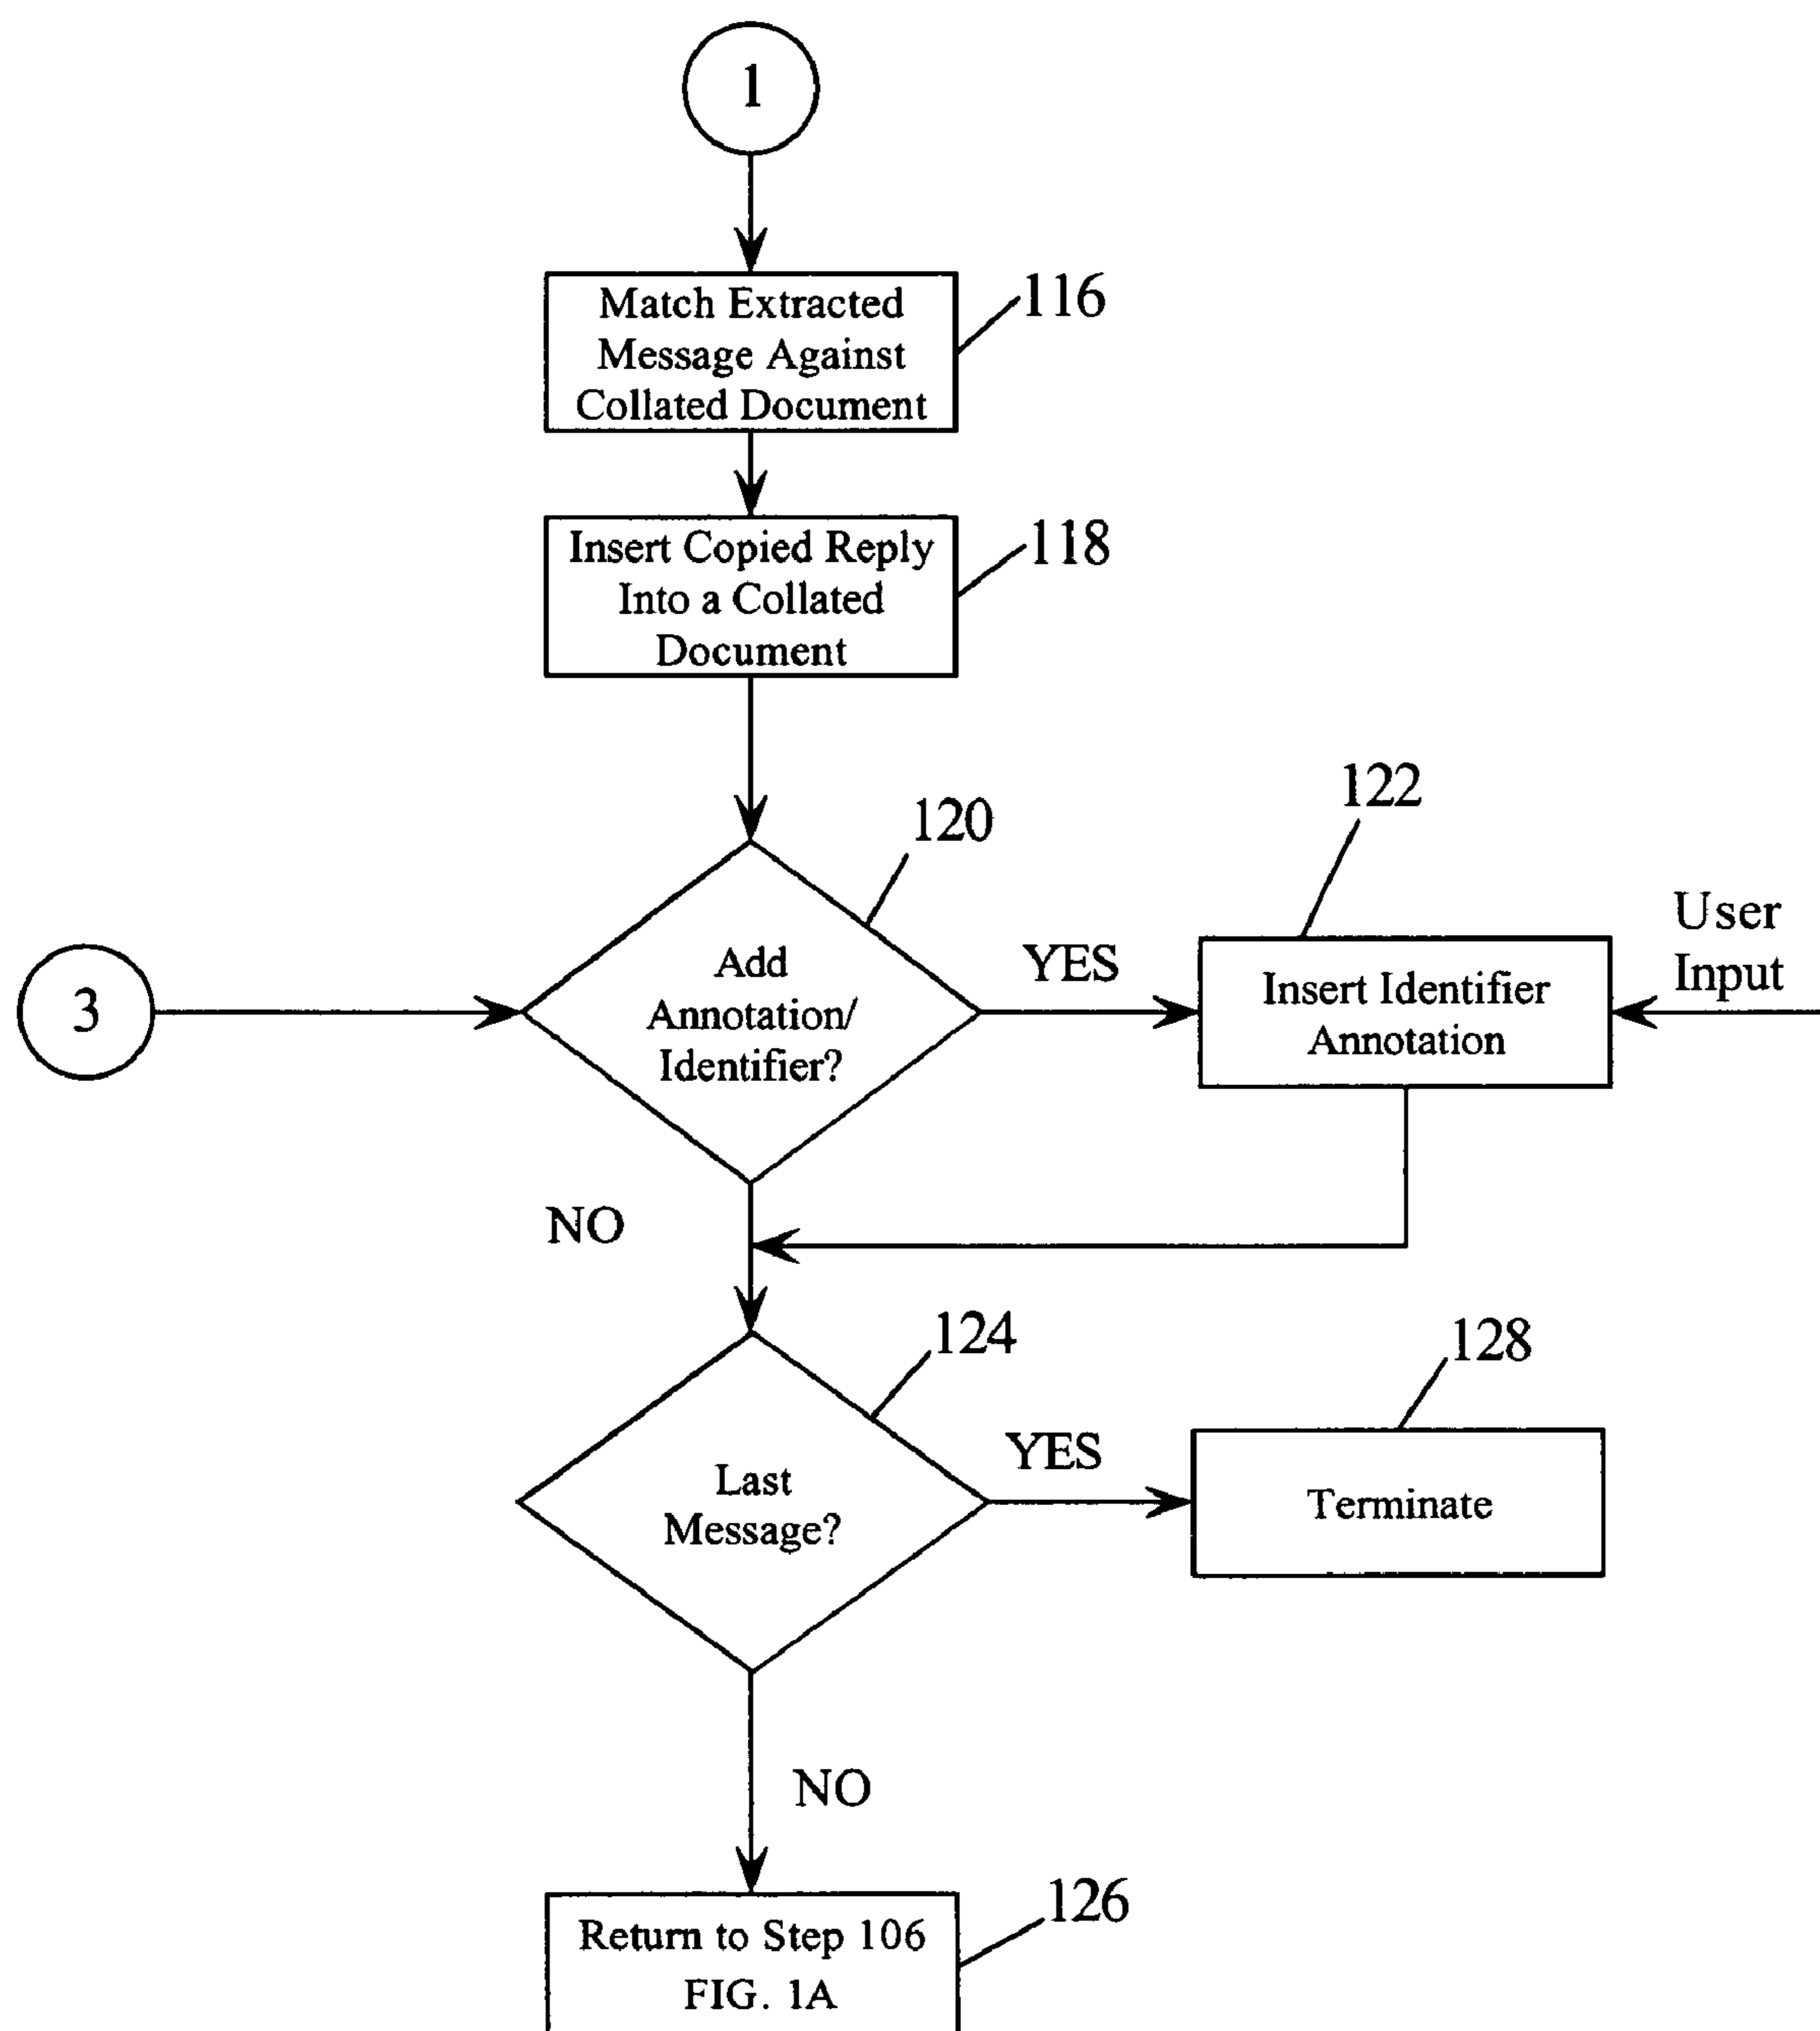 1
Match Extracted
Message Against
Collated Document
116
Insert Copied Reply
Into a Collated
Document
118
120
122
3
Add
Annotation/
Identifier?
YES
Insert Identifier
Annotation
User
Input
NO
124
128
Last
Message?
YES
Terminate
NO
126
Return to Step 106
FIG. 1A